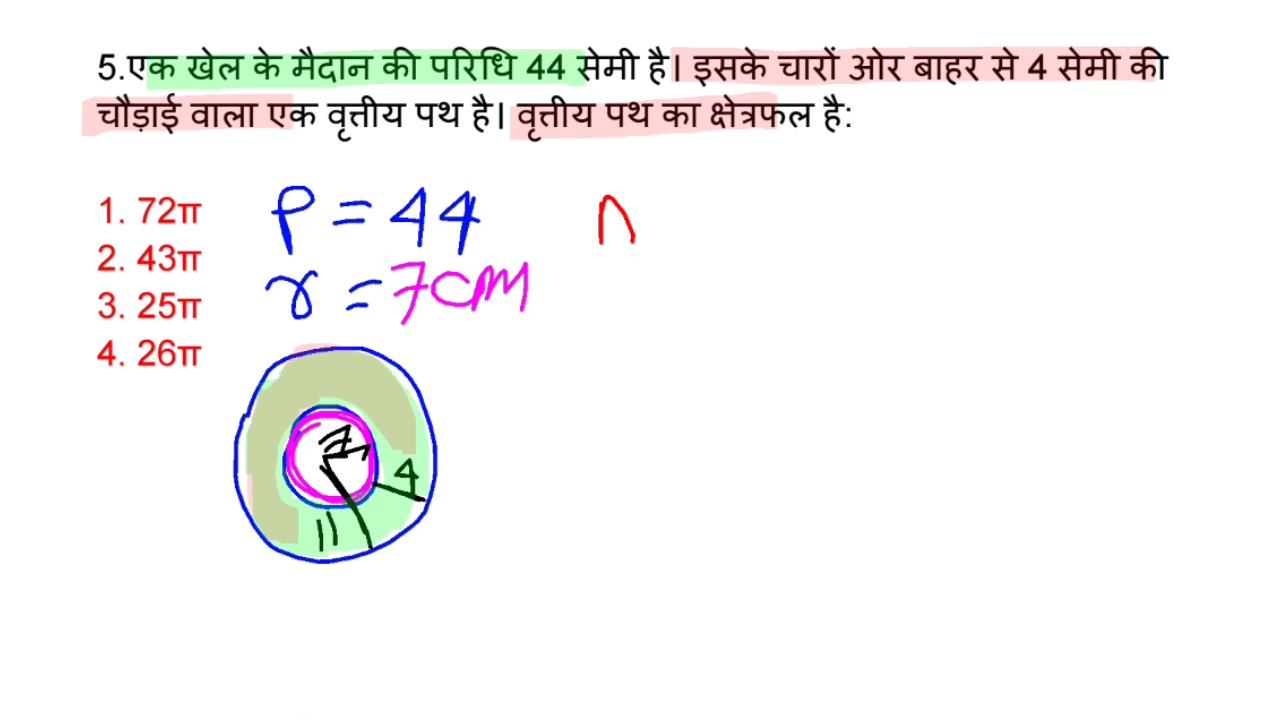 5.एक खेल के मैदान की परिधि 44 सेमी है। इसके चारों ओर बाहर से 4 सेमी की
चौड़ाई वाला एक वृत्तीय पथ है। वृत्तीय पथ का क्षेत्रफल है:
1. 72π
2. 43π
3. 25π
4. 26π
P = 44
r = 7cm
7
4
11